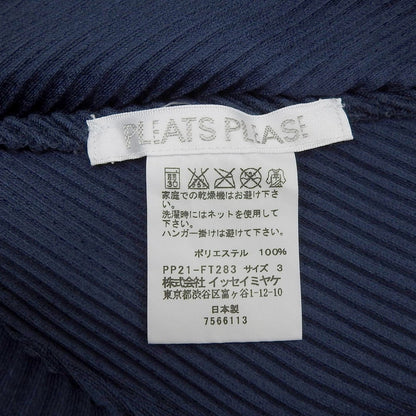 PLEATS PLEASE
家庭での乾燥機はお避け下さ
い。
洗濯時にはネットを使用して
下さい。
ハンガー掛けは避けて下さい。
ポリエステル 100%
PP21-FT283 サイズ 3
株式会社 イッセイミヤケ
東京都渋谷区富ヶ谷1-12-10
日本製
7566113